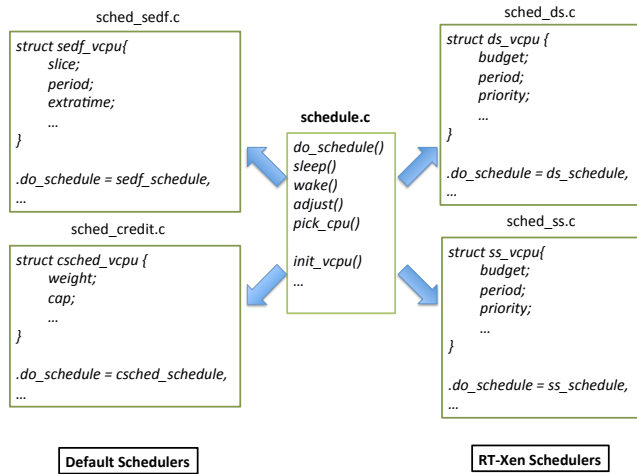 sched_sedf.c
struct sedf_vcpu{
slice;
period;
extratime;
...
}
.do_schedule = sedf_schedule,
...
sched_credit.c
struct csched_vcpu {
weight;
cap;
...
}
.do_schedule = csched_schedule,
...
Default Schedulers
schedule.c
do_schedule()
sleep()
wake()
adjust()
pick_cpu()
init_vcpu()
...
sched_ds.c
struct ds_vcpu {
budget;
period;
priority;
...
}
.do_schedule = ds_schedule,
...
sched_ss.c
struct ss_vcpu{
budget;
period;
priority;
...
}
.do_schedule = ss_schedule,
...
RT-Xen Schedulers